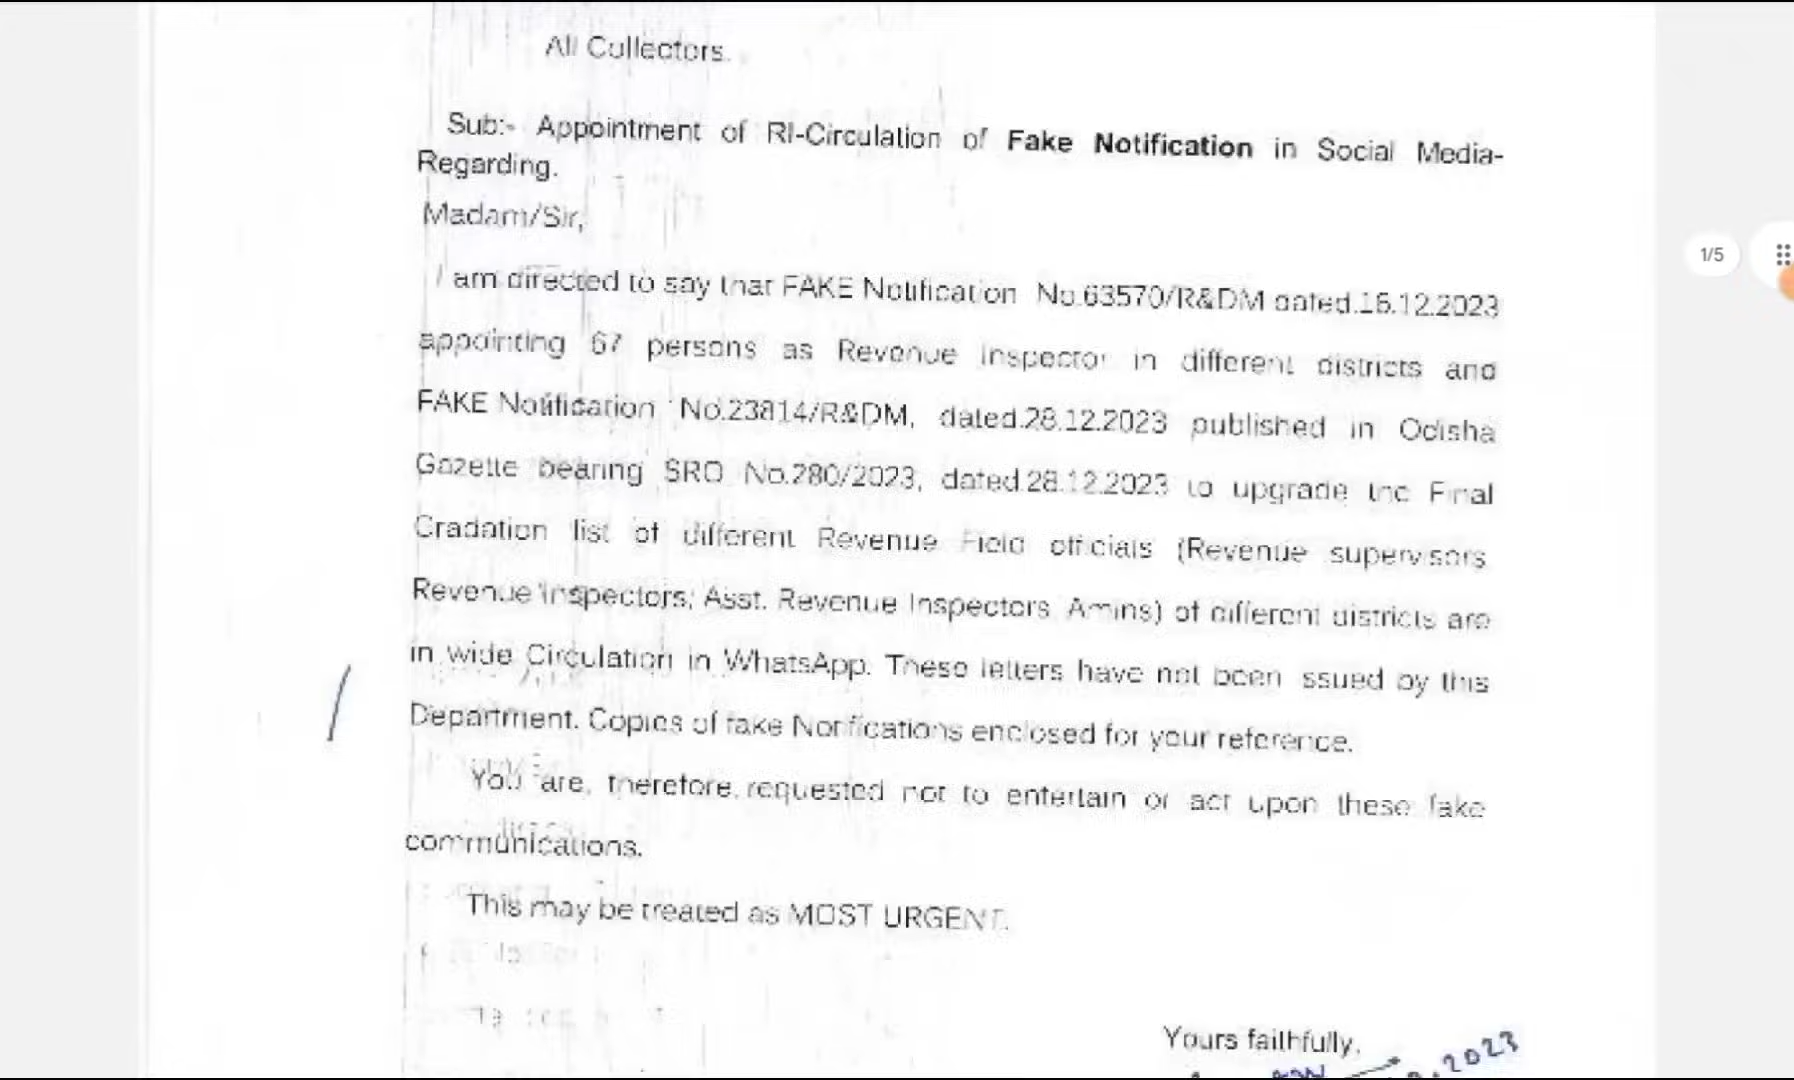 All Collectors.
Sub:- Appointment of RI-Circulation of Fake Notification in Social Media-
Regarding.
Madam/Sir,
I am directed to say that FAKE Notification No.63570/R&DM dated.16.12.2023
appointing 67 persons as Revenue Inspector in different districts and
FAKE Notification No.23814/R&DM, dated.28.12.2023 published in Odisha
Gazette bearing SRO No.280/2023, dated.28.12.2023 to upgrade the Final
Gradation list of different Revenue Field officials (Revenue supervisors
Revenue Inspectors, Asst. Revenue Inspectors, Amins) of different districts are
in wide Circulation in WhatsApp. These letters have not been issued by this
Department. Copies of fake Notifications enclosed for your reference.
You are, therefore, requested not to entertain or act upon these fake
communications.
This may be treated as MOST URGENT.
Yours faithfully,
2023
1/5